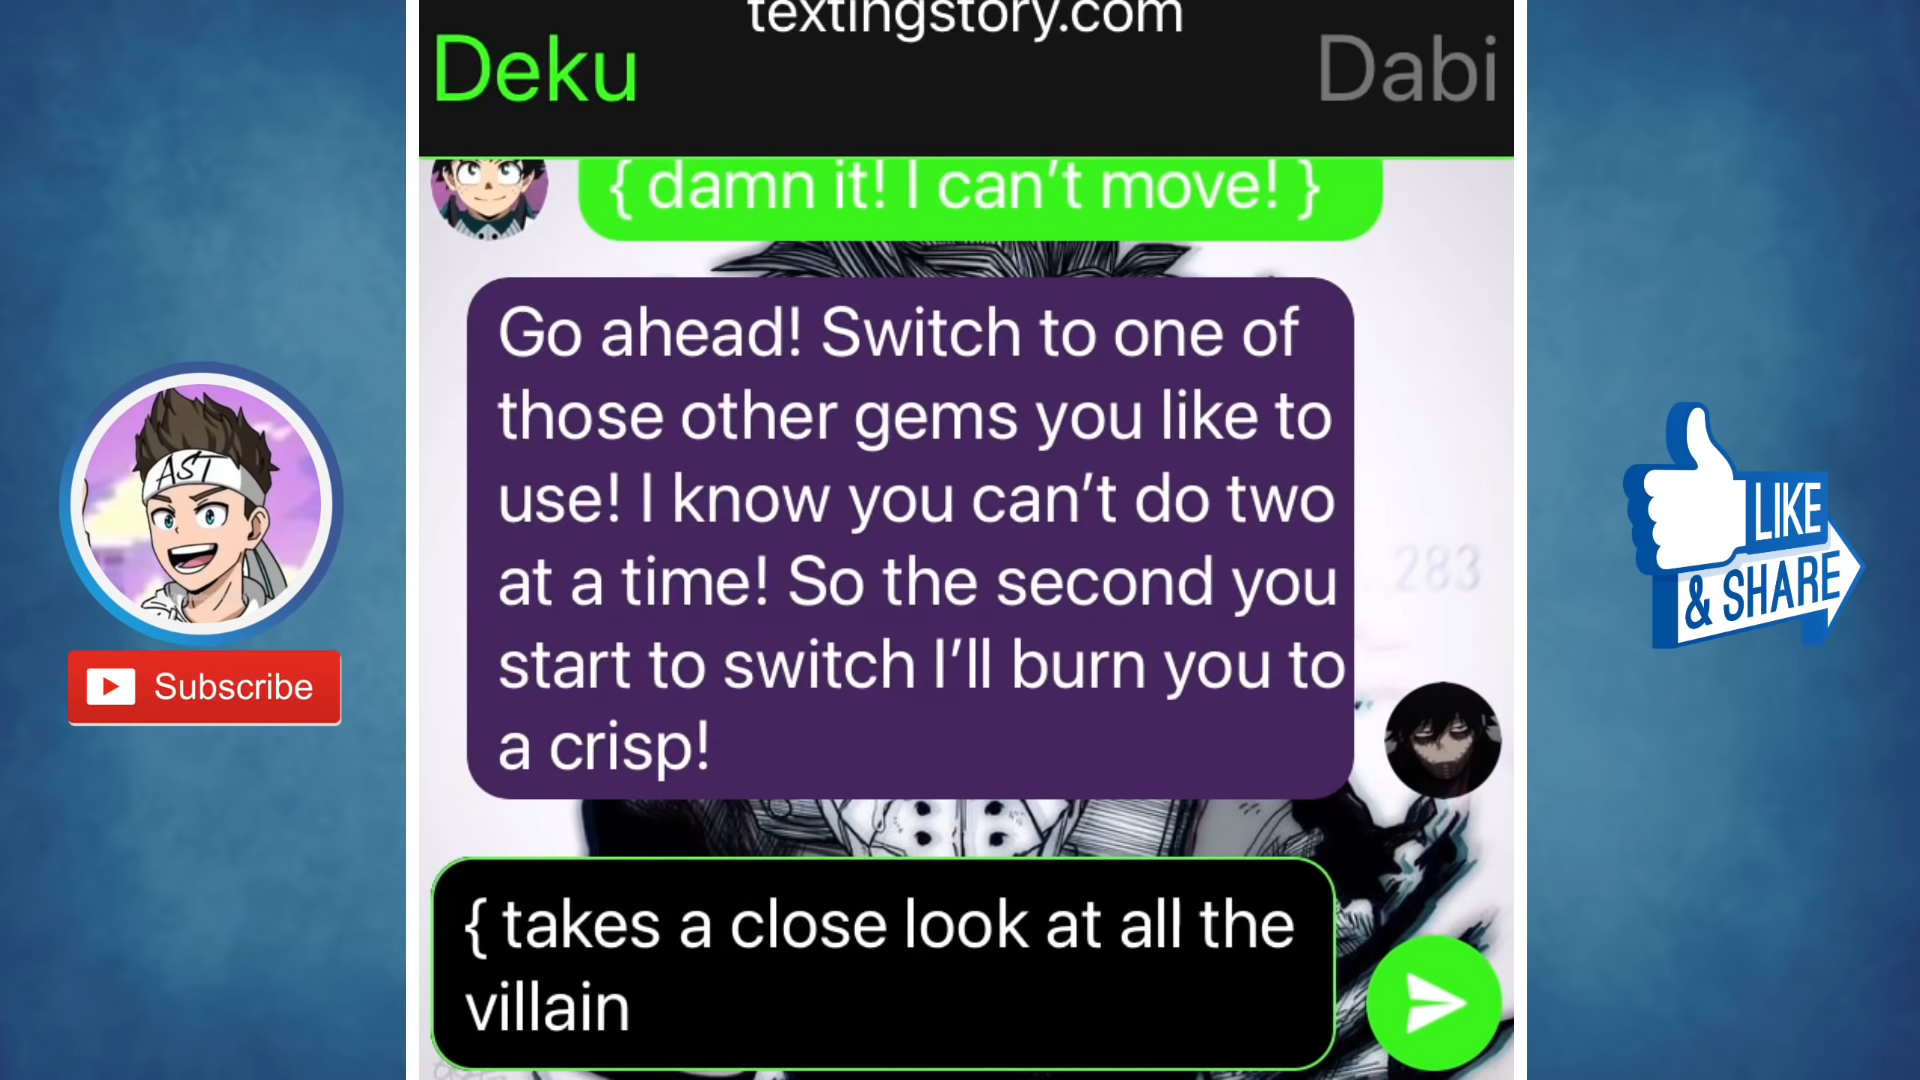 textingstory.com
Deku
Dabi
{ damn it! I can't move! }
Go ahead! Switch to one of
those other gems you like to
use! I know you can't do two
at a time! So the second you
start to switch I'll burn you to
a crisp!
283
AST
Subscribe
LIKE
& SHARE
{ takes a close look at all the
villain